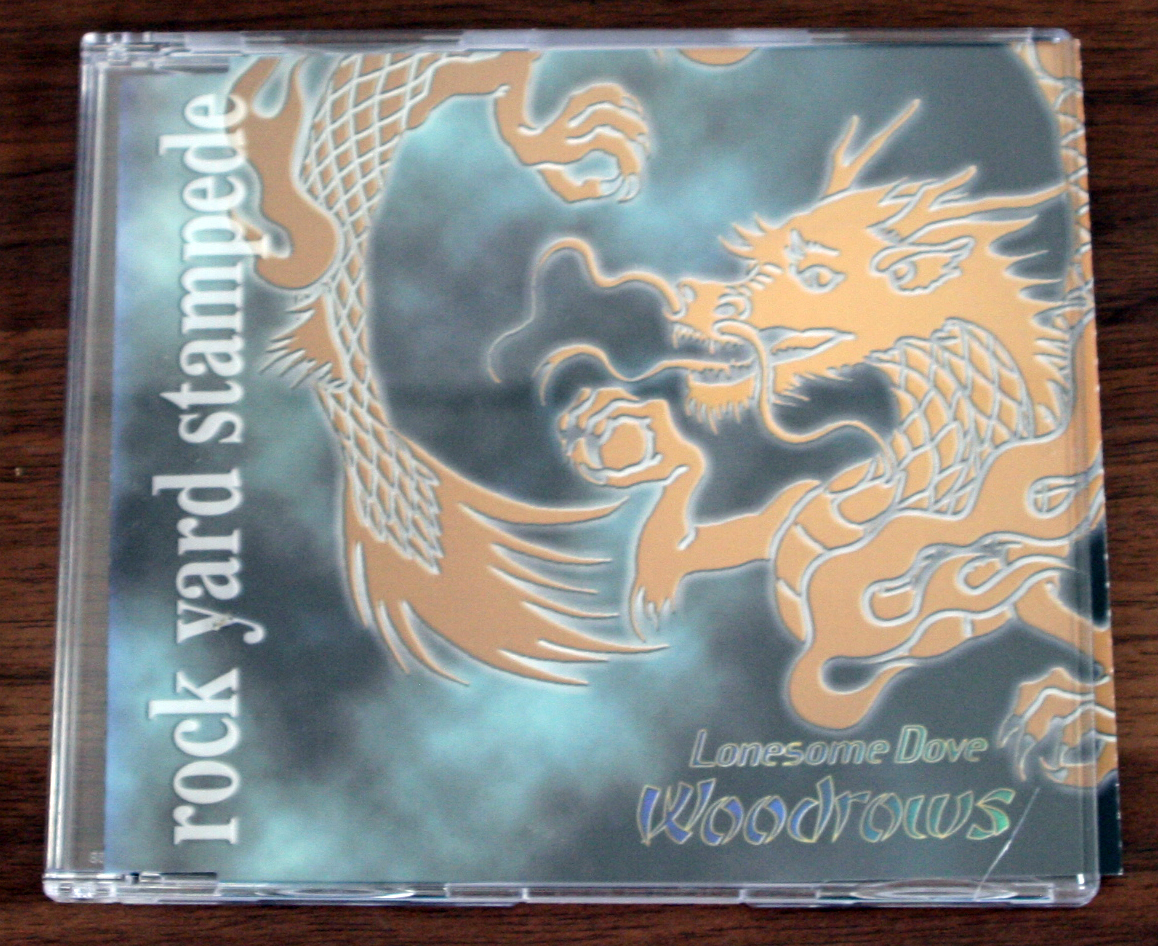 rock yard stampede
Lonesome Dove
Woodrows